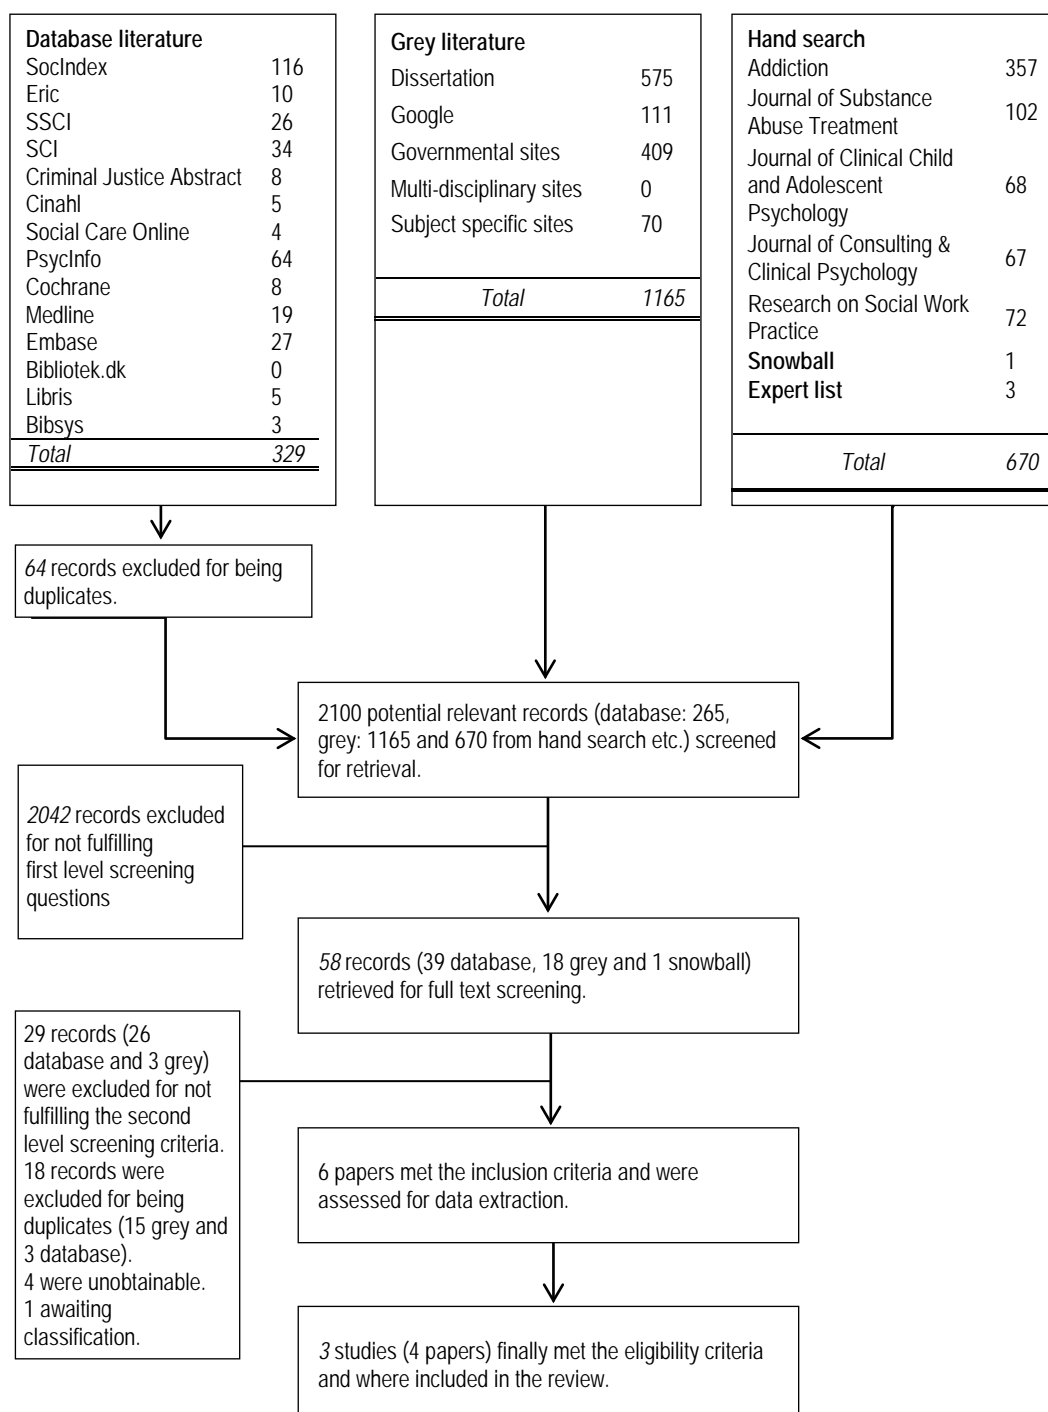 Database literature
SocIndex 116
Eric 10
SSCI 26
SCI 34
Criminal Justice Abstract 8
Cinahl 5
Social Care Online 4
PsycInfo 64
Cochrane 8
Medline 19
Embase 27
Bibliotek.dk 0
Libris 5
Bibsys 3
Total 329
Grey literature
Dissertation 575
Google 111
Governmental sites 409
Multi-disciplinary sites 0
Subject specific sites 70
Total 1165
Hand search
Addiction 357
Journal of Substance
Abuse Treatment 102
Journal of Clinical Child
and Adolescent 68
Psychology
Journal of Consulting &
Clinical Psychology 67
Research on Social Work
Practice 72
Snowball 1
Expert list 3
Total 670
64 records excluded for being
duplicates.
2100 potential relevant records (database: 265,
grey: 1165 and 670 from hand search etc.) screened
for retrieval.
2042 records excluded
for not fulfilling
first level screening
questions
58 records (39 database, 18 grey and 1 snowball)
retrieved for full text screening.
29 records (26
database and 3 grey)
were excluded for not
fulfilling the second
level screening criteria.
18 records were
excluded for being
duplicates (15 grey and
3 database).
4 were unobtainable.
1 awaiting
classification.
6 papers met the inclusion criteria and were
assessed for data extraction.
3 studies (4 papers) finally met the eligibility criteria
and where included in the review.